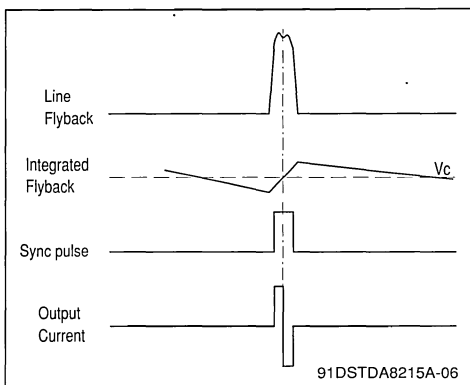 Line
Flyback
Integrated
Flyback
Vc
Sync pulse
Output
Current
91DSTDA8215A-06